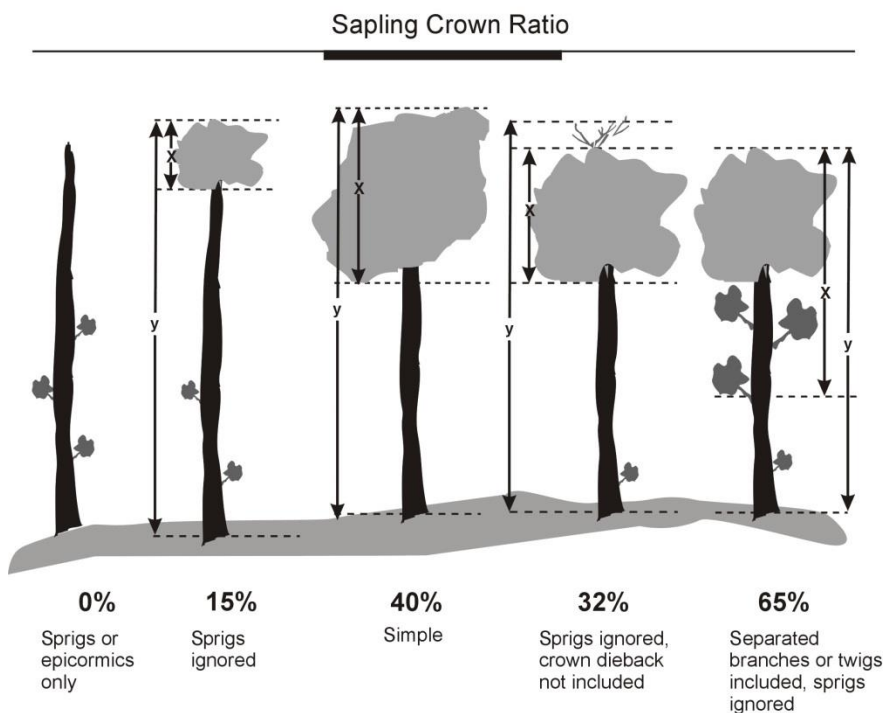 Sapling Crown Ratio
x
y
x
y
x
y
x
y
x
y
0%
Sprigs or
epicormics
only
15%
Sprigs
ignored
40%
Simple
32%
Sprigs ignored,
crown dieback
not included
65%
Separated
branches or twigs
included, sprigs
ignored